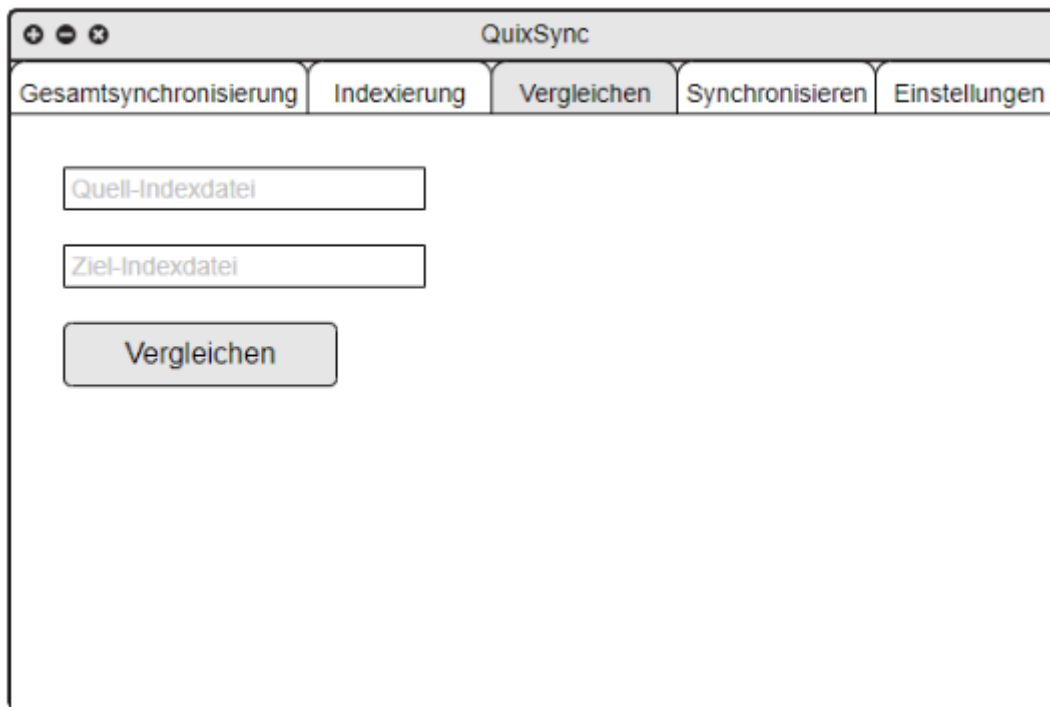 QuixSync
Gesamtsynchronisierung Indexierung Vergleichen Synchronisieren Einstellungen
Quell-Indexdatei
Ziel-Indexdatei
Vergleichen